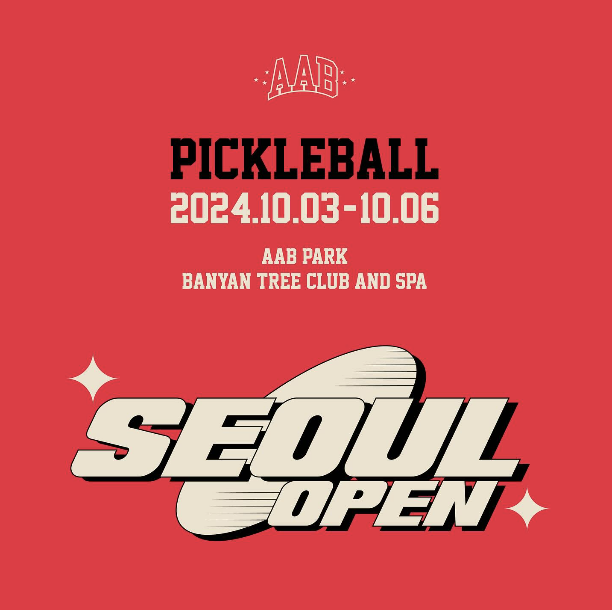 AAB
PICKLEBALL
2024.10.03-10.06
AAB PARK
BANYAN TREE CLUB AND SPA
SEOUL
OPEN